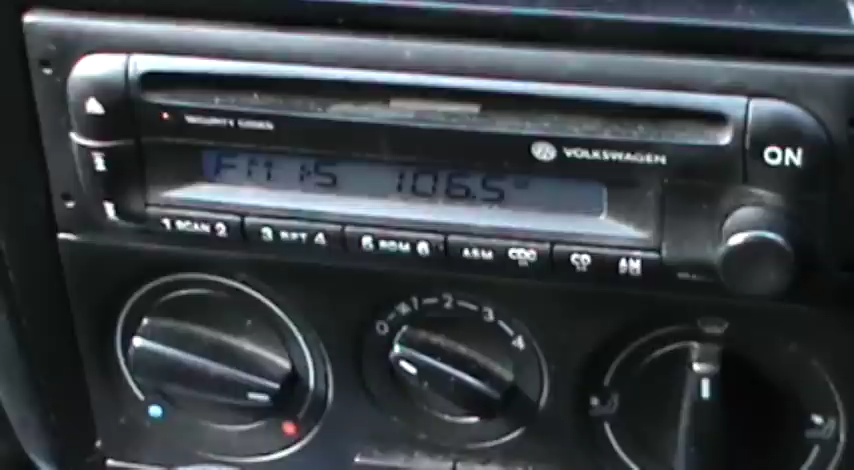 SECURITY CODED
VOLKSWAGEN
ON
FM 1-5 106.5
1 SCAN 2
3 RPT 4
5 RDM 6
CDC
CD
AM
0 1 2 3 4